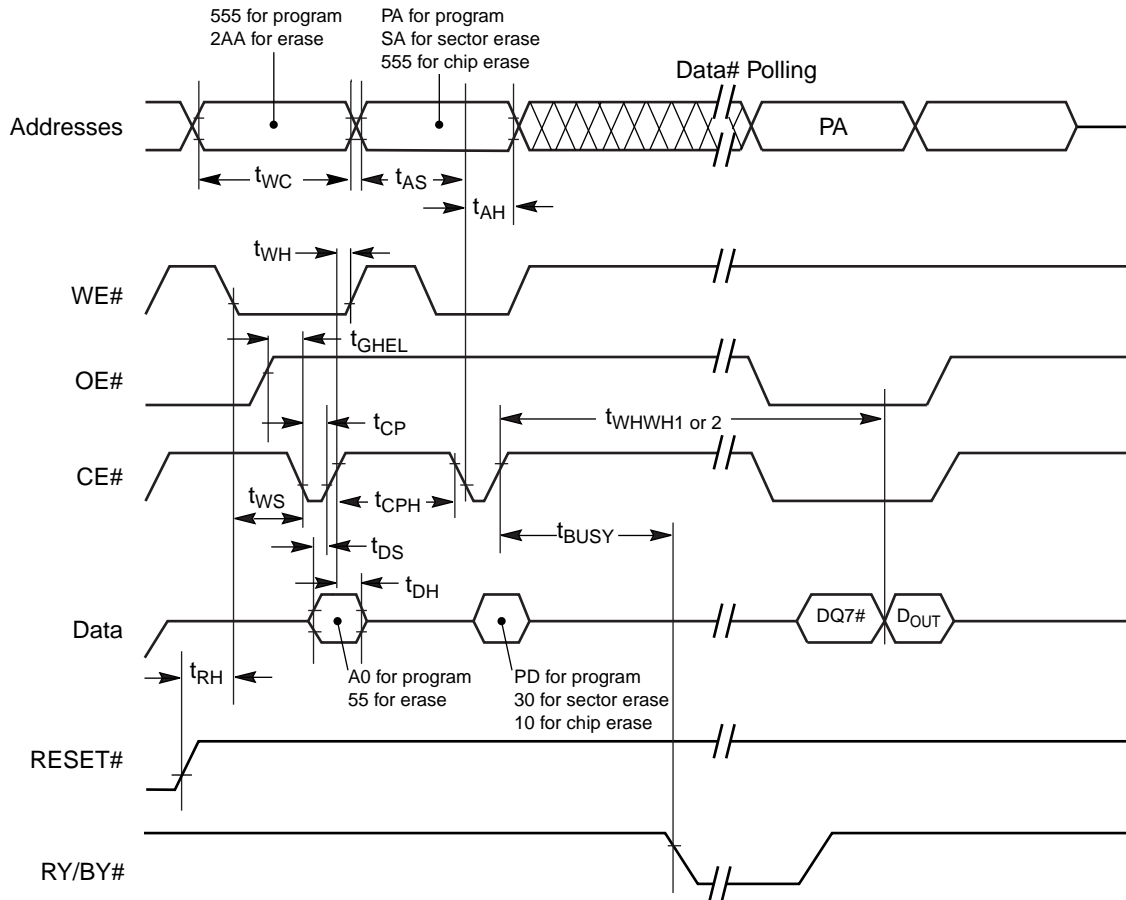 555 for program
2AA for erase
PA for program
SA for sector erase
555 for chip erase
Data# Polling
Addresses
PA
tWC
tAS
tAH
tWH
WE#
tGHEL
OE#
tWHWH1 or 2
tCP
CE#
tWS
tCPH
tBUSY
tDS
tDH
Data
DQ7#
DOUT
tRH
A0 for program
55 for erase
PD for program
30 for sector erase
10 for chip erase
RESET#
RY/BY#